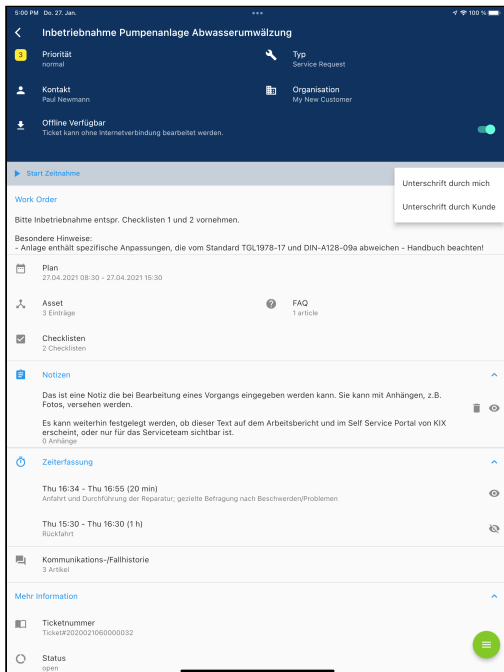 5:00 PM Do. 27. Jan.
100 %
Inbetriebnahme Pumpenanlage Abwasserumwälzung
3
Priorität
normal
Typ
Service Request
Kontakt
Paul Newmann
Organisation
My New Customer
Offline Verfügbar
Ticket kann ohne Internetverbindung bearbeitet werden.
Start Zeitnahme
Unterschrift durch mich
Unterschrift durch Kunde
Work Order
Bitte Inbetriebnahme entspr. Checklisten 1 und 2 vornehmen.
Besondere Hinweise:
- Anlage enthält spezifische Anpassungen, die vom Standard TGL1978-17 und DIN-A128-09a abweichen - Handbuch beachten!
Plan
27.04.2021 08:30 - 27.04.2021 15:30
Asset
3 Einträge
FAQ
1 article
Checklisten
2 Checklisten
Notizen
Das ist eine Notiz die bei Bearbeitung eines Vorgangs eingegeben werden kann. Sie kann mit Anhängen, z.B.
Fotos, versehen werden.
Es kann weiterhin festgelegt werden, ob dieser Text auf dem Arbeitsbericht und im Self Service Portal von KIX
erscheint, oder nur für das Serviceteam sichtbar ist.
0 Anhänge
Zeiterfassung
Thu 16:34 - Thu 16:55 (20 min)
Anfahrt und Durchführung der Reparatur; gezielte Befragung nach Beschwerden/Problemen
Thu 15:30 - Thu 16:30 (1 h)
Rückfahrt
Kommunikations-/Fallhistorie
3 Artikel
Mehr Information
Ticketnummer
Ticket#2020021060000032
Status
open